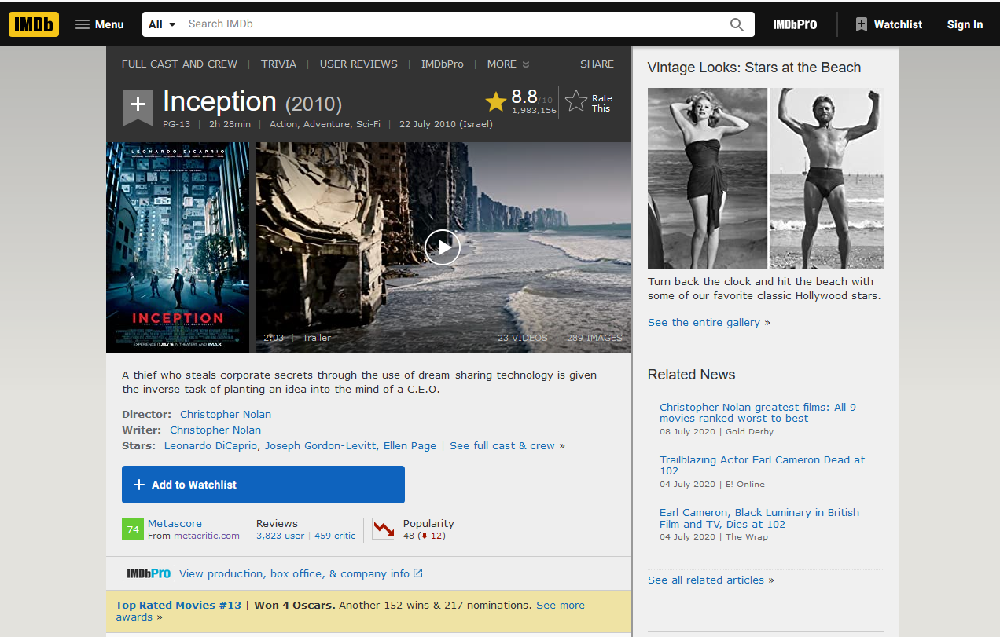 IMDb
Menu
All
Search IMDb
IMDbPro
Watchlist
Sign In
FULL CAST AND CREW | TRIVIA | USER REVIEWS | IMDbPro | MORE
SHARE
Inception (2010)
8.8/10
1,983,156
Rate
This
PG-13 | 2h 28min | Action, Adventure, Sci-Fi | 22 July 2010 (Israel)
LEONARDO DiCAPRIO
INCEPTION
2:03 | Trailer
23 VIDEOS
289 IMAGES
A thief who steals corporate secrets through the use of dream-sharing technology is given
the inverse task of planting an idea into the mind of a C.E.O.
Director: Christopher Nolan
Writer: Christopher Nolan
Stars: Leonardo DiCaprio, Joseph Gordon-Levitt, Ellen Page | See full cast & crew »
+ Add to Watchlist
74
Metascore
From metacritic.com
Reviews
3,823 user | 459 critic
Popularity
48 (12)
IMDbPro View production, box office, & company info
Top Rated Movies #13 | Won 4 Oscars. Another 152 wins & 217 nominations. See more
awards »
Vintage Looks: Stars at the Beach
Turn back the clock and hit the beach with
some of our favorite classic Hollywood stars.
See the entire gallery »
Related News
Christopher Nolan greatest films: All 9
movies ranked worst to best
08 July 2020 | Gold Derby
Trailblazing Actor Earl Cameron Dead at
102
04 July 2020 | E! Online
Earl Cameron, Black Luminary in British
Film and TV, Dies at 102
04 July 2020 | The Wrap
See all related articles »